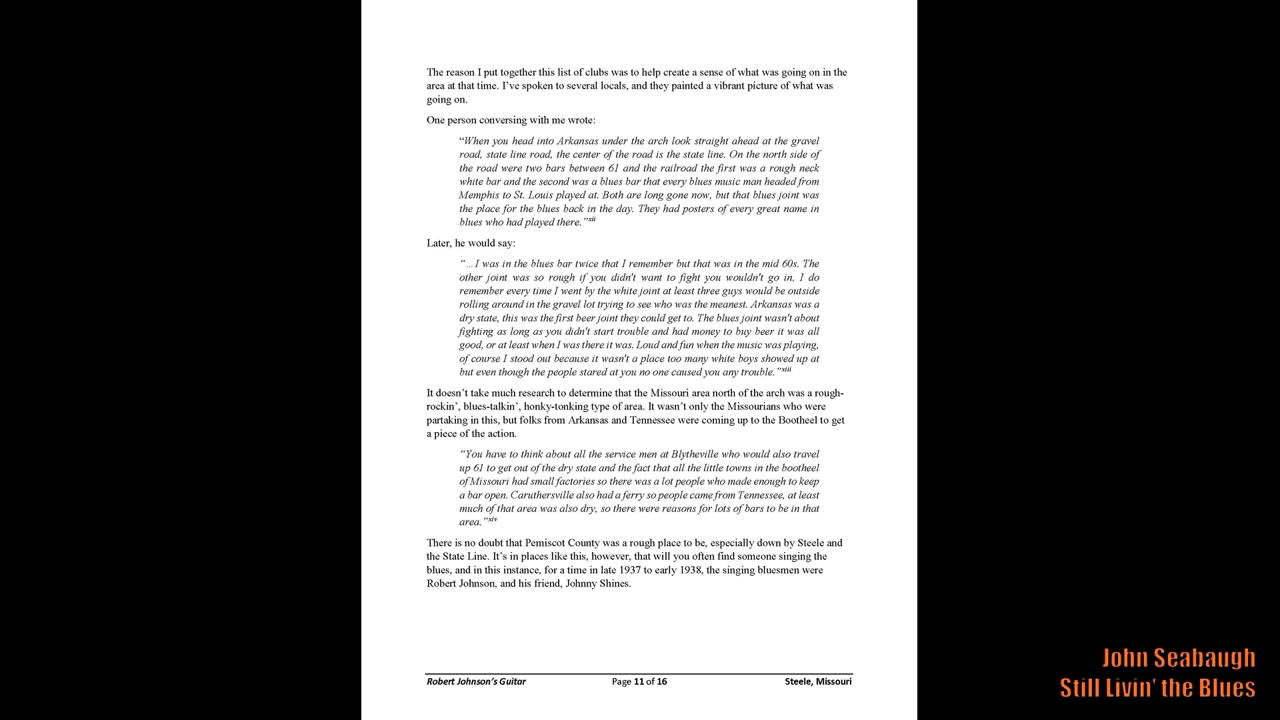 The reason I put together this list of clubs was to help create a sense of what was going on in the
area at that time. I've spoken to several locals, and they painted a vibrant picture of what was
going on.
One person conversing with me wrote:
“When you head into Arkansas under the arch look straight ahead at the gravel
road, state line road, the center of the road is the state line. On the north side of
the road were two bars between 61 and the railroad the first was a rough neck
white bar and the second was a blues bar that every blues music man headed from
Memphis to St. Louis played at. Both are long gone now, but that blues joint was
the place for the blues back in the day. They had posters of every great name in
blues who had played there.”xii
Later, he would say:
“…I was in the blues bar twice that I remember but that was in the mid 60s. The
other joint was so rough if you didn't want to fight you wouldn't go in. I do
remember every time I went by the white joint at least three guys would be outside
rolling around in the gravel lot trying to see who was the meanest. Arkansas was a
dry state, this was the first beer joint they could get to. The blues joint wasn't about
fighting as long as you didn't start trouble and had money to buy beer it was all
good, or at least when I was there it was. Loud and fun when the music was playing,
of course I stood out because it wasn't a place too many white boys showed up at
but even though the people stared at you no one caused you any trouble.”xiii
It doesn’t take much research to determine that the Missouri area north of the arch was a rough-
rockin’, blues-talkin’, honky-tonking type of area. It wasn’t only the Missourians who were
partaking in this, but folks from Arkansas and Tennessee were coming up to the Bootheel to get
a piece of the action.
“You have to think about all the service men at Blytheville who would also travel
up 61 to get out of the dry state and the fact that all the little towns in the bootheel
of Missouri had small factories so there was a lot people who made enough to keep
a bar open. Caruthersville also had a ferry so people came from Tennessee, at least
much of that area was also dry, so there were reasons for lots of bars to be in that
area.”xiv
There is no doubt that Pemiscot County was a rough place to be, especially down by Steele and
the State Line. It’s in places like this, however, that will you often find someone singing the
blues, and in this instance, for a time in late 1937 to early 1938, the singing bluesmen were
Robert Johnson, and his friend, Johnny Shines.
Robert Johnson’s Guitar Page 11 of 16 Steele, Missouri
John Seabaugh
Still Livin' the Blues